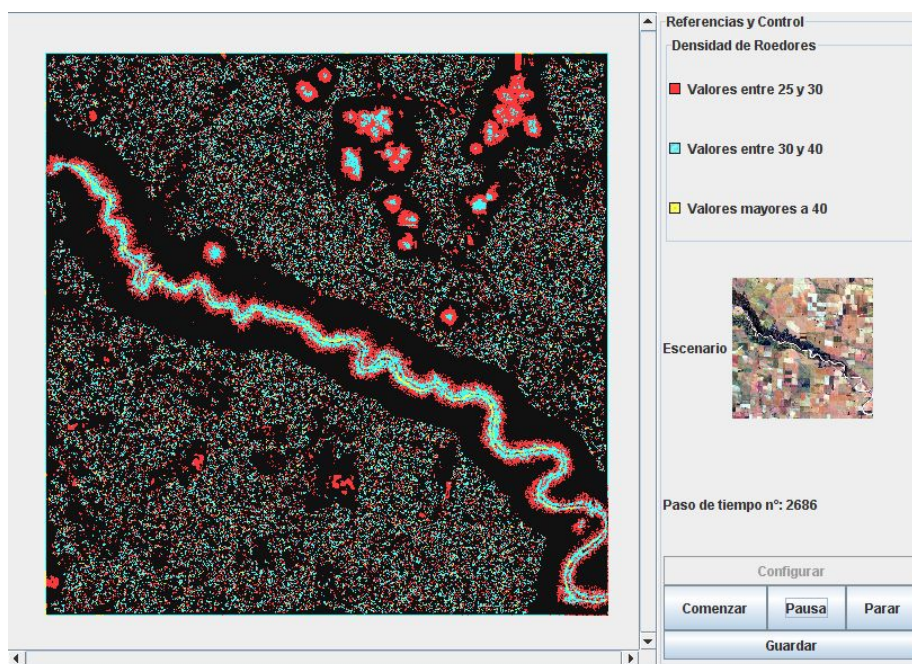 Referencias y Control
Densidad de Roedores
Valores entre 25 y 30
Valores entre 30 y 40
Valores mayores a 40
Escenario
Paso de tiempo n°: 2686
Configurar
Comenzar
Pausa
Parar
Guardar